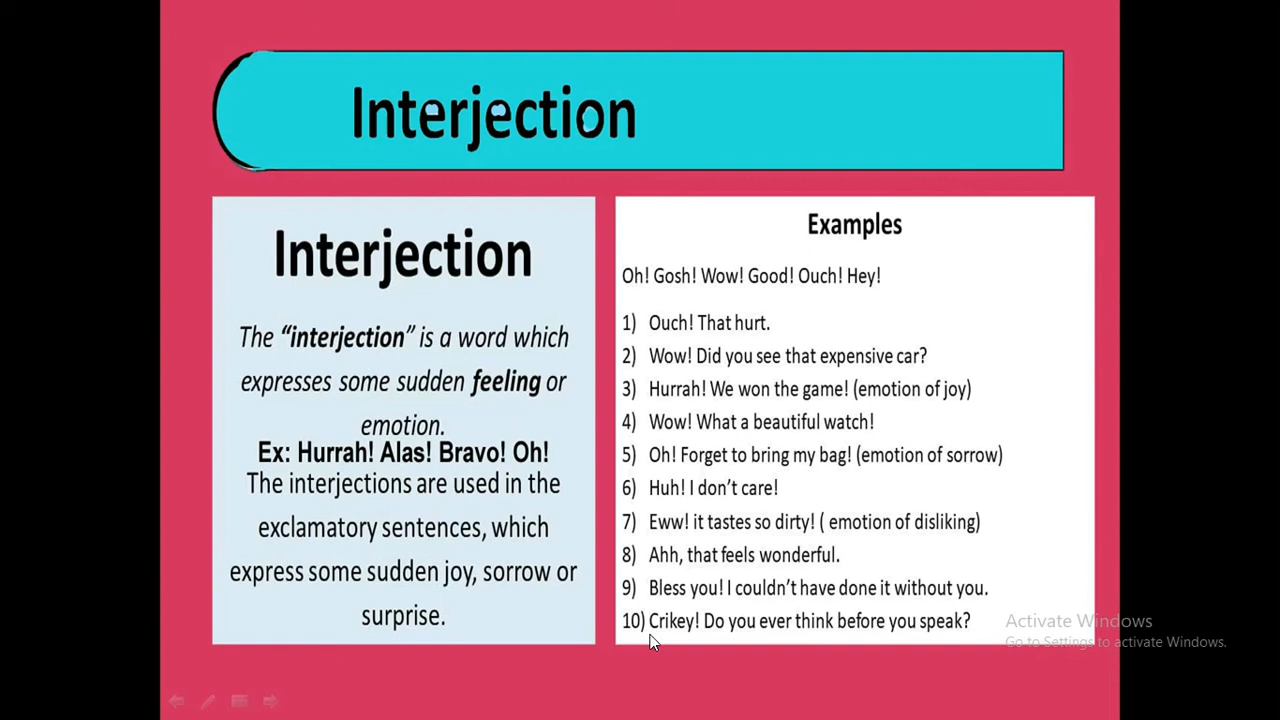 Interjection
Interjection
The “interjection” is a word which
expresses some sudden feeling or
emotion.
Ex: Hurrah! Alas! Bravo! Oh!
The interjections are used in the
exclamatory sentences, which
express some sudden joy, sorrow or
surprise.
Examples
Oh! Gosh! Wow! Good! Ouch! Hey!
1) Ouch! That hurt.
2) Wow! Did you see that expensive car?
3) Hurrah! We won the game! (emotion of joy)
4) Wow! What a beautiful watch!
5) Oh! Forget to bring my bag! (emotion of sorrow)
6) Huh! I don’t care!
7) Eww! it tastes so dirty! ( emotion of disliking)
8) Ahh, that feels wonderful.
9) Bless you! I couldn’t have done it without you.
10) Crikey! Do you ever think before you speak?
Activate Windows
Go to Settings to activate Windows.